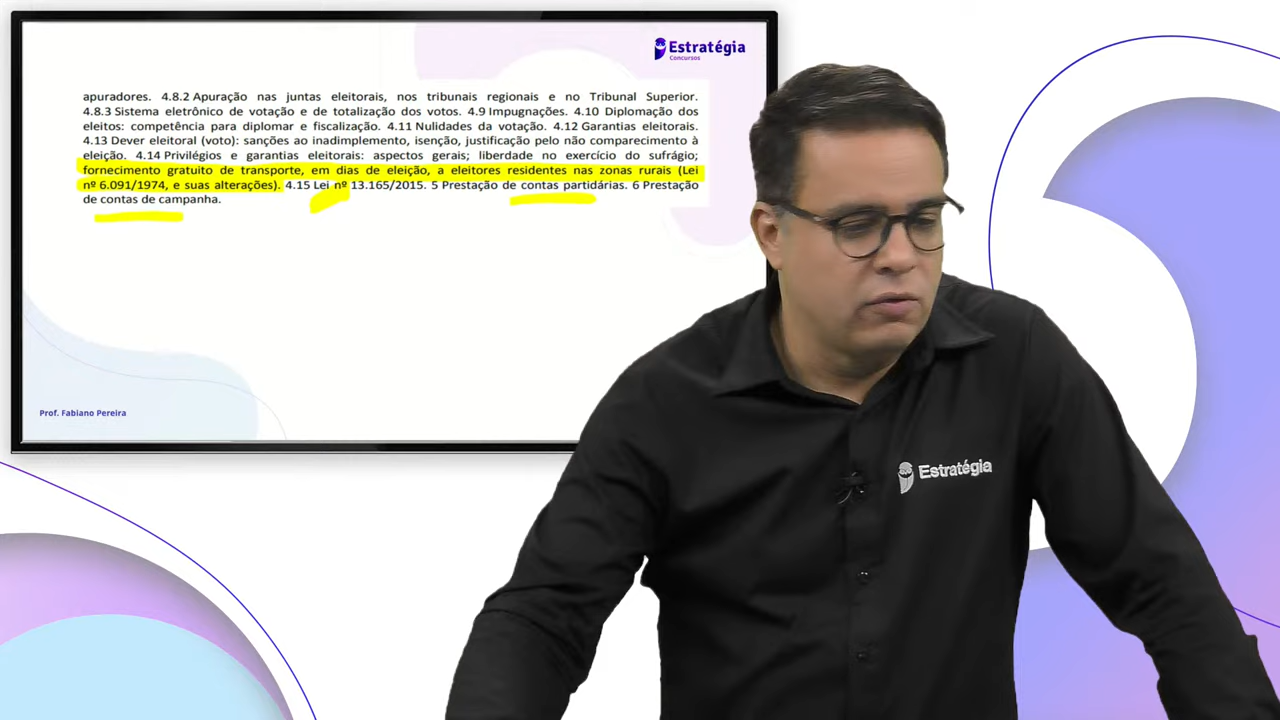 Estratégia
Concursos
apuradores. 4.8.2 Apuração nas juntas eleitorais, nos tribunais regionais e no Tribunal Superior.
4.8.3 Sistema eletrônico de votação e de totalização dos votos. 4.9 Impugnações. 4.10 Diplomação dos
eleitos: competência para diplomar e fiscalização. 4.11 Nulidades da votação. 4.12 Garantias eleitorais.
4.13 Dever eleitoral (voto): sanções ao inadimplemento, isenção, justificação pelo não comparecimento à
eleição. 4.14 Privilégios e garantias eleitorais: aspectos gerais; liberdade no exercício do sufrágio;
fornecimento gratuito de transporte, em dias de eleição, a eleitores residentes nas zonas rurais (Lei
nº 6.091/1974, e suas alterações). 4.15 Lei nº 13.165/2015. 5 Prestação de contas partidárias. 6 Prestação
de contas de campanha.
Prof. Fabiano Pereira
Estratégia